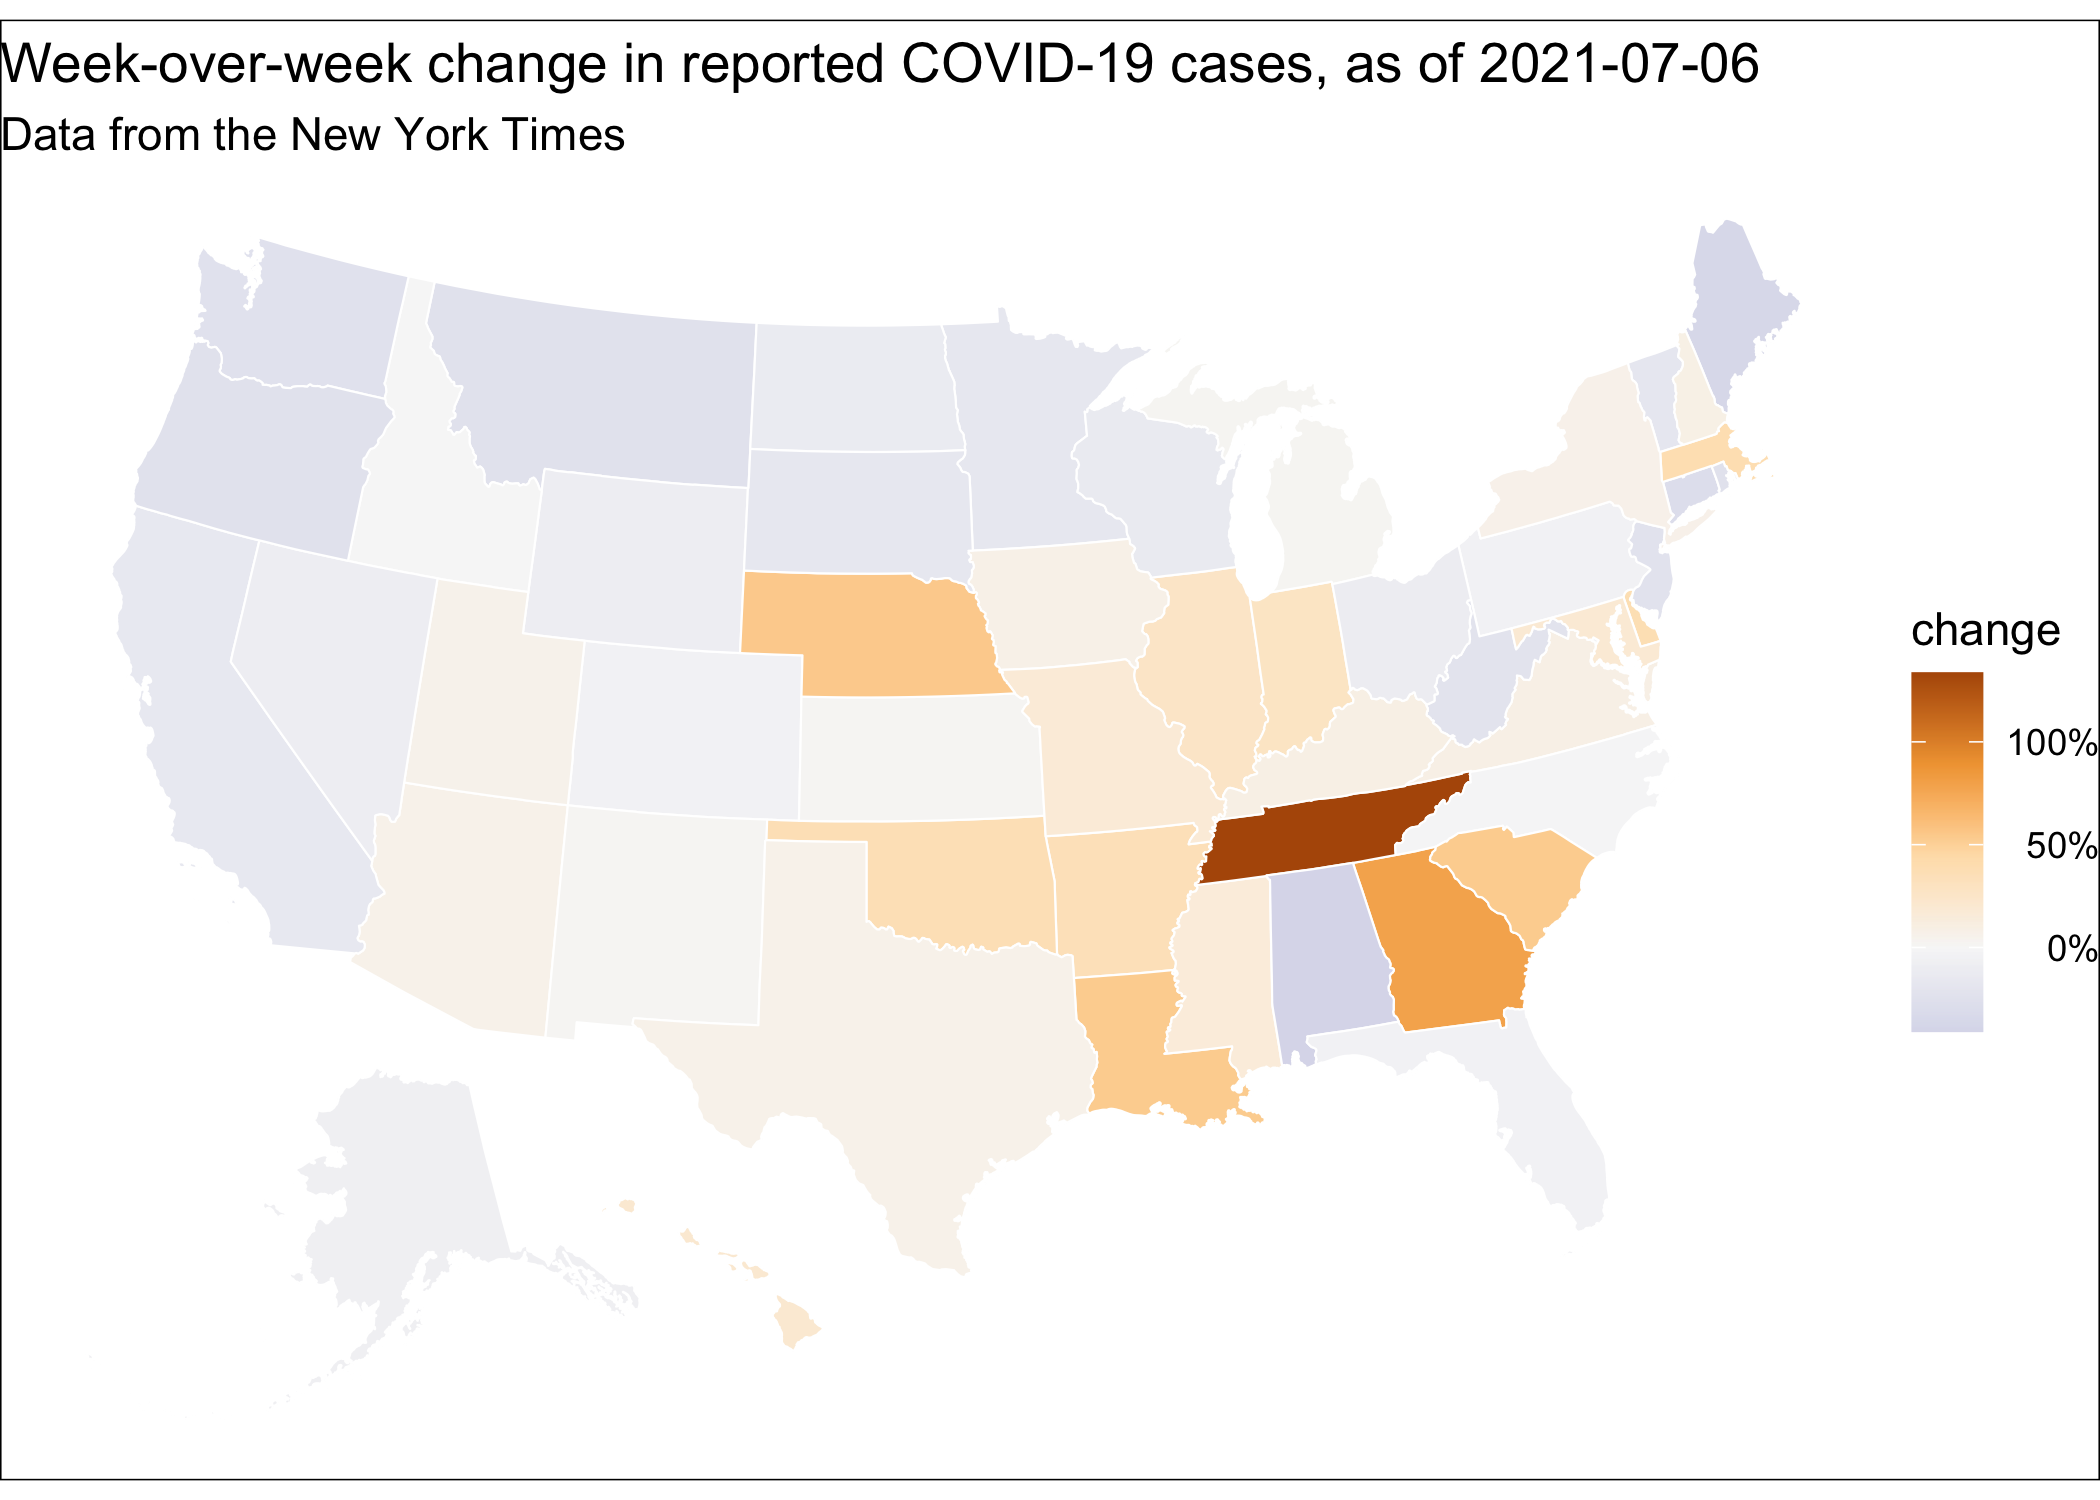 Week-over-week change in reported COVID-19 cases, as of 2021-07-06
Data from the New York Times
change
100%
50%
0%